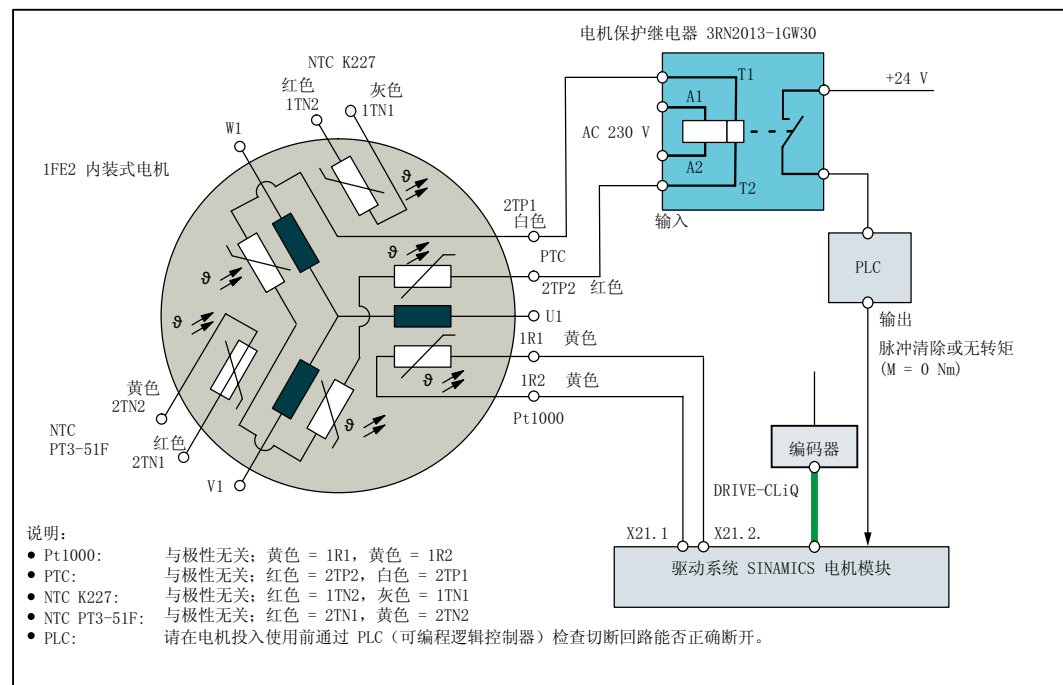 电机保护继电器 3RN2013-1GW30
NTC K227
红色
1TN2
灰色
1TN1
W1
1FE2 内装式电机
T1
A1
AC 230 V
A2
T2
+24 V
输入
2TP1
白色
PTC
2TP2 红色
U1
1R1 黄色
1R2 黄色
Pt1000
ϑ
ϑ
ϑ
ϑ
ϑ
ϑ
黄色
2TN2
NTC
PT3-51F
红色
2TN1
V1
PLC
输出
脉冲清除或无转矩
(M = 0 Nm)
编码器
DRIVE-CLiQ
X21.1
X21.2.
驱动系统 SINAMICS 电机模块
说明:
● Pt1000: 与极性无关; 黄色 = 1R1, 黄色 = 1R2
● PTC: 与极性无关; 红色 = 2TP2, 白色 = 2TP1
● NTC K227: 与极性无关; 红色 = 1TN2, 灰色 = 1TN1
● NTC PT3-51F: 与极性无关; 红色 = 2TN1, 黄色 = 2TN2
● PLC: 请在电机投入使用前通过 PLC (可编程逻辑控制器) 检查切断回路能否正确断开。